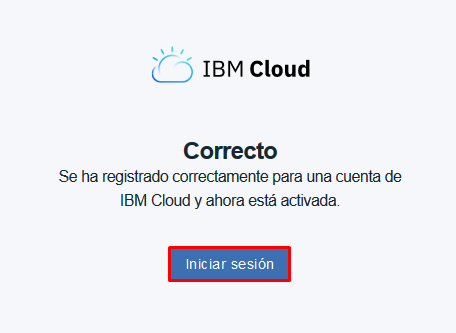 IBM Cloud
Correcto
Se ha registrado correctamente para una cuenta de
IBM Cloud y ahora está activada.
Iniciar sesión